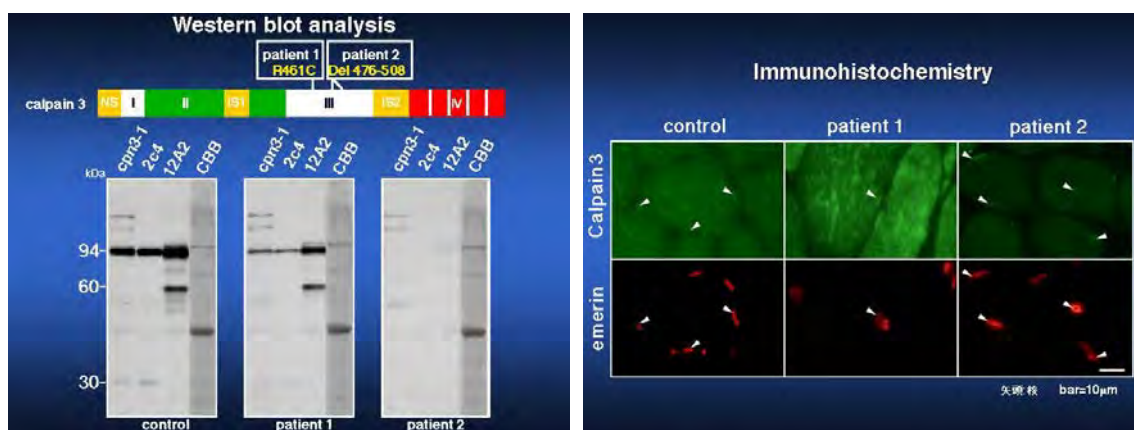 Western blot analysis
patient 1
R461C
patient 2
Del 476-508
calpain 3
NS I II IS1 III IS2 IV
cpn3-1 2c4 12A2 CBB
cpn3-1 2c4 12A2 CBB
cpn3-1 2c4 12A2 CBB
kDa
94-
60-
30-
control patient 1 patient 2
Immunohistochemistry
control patient 1 patient 2
Calpain3
emerin
矢頭:核 bar=10μm